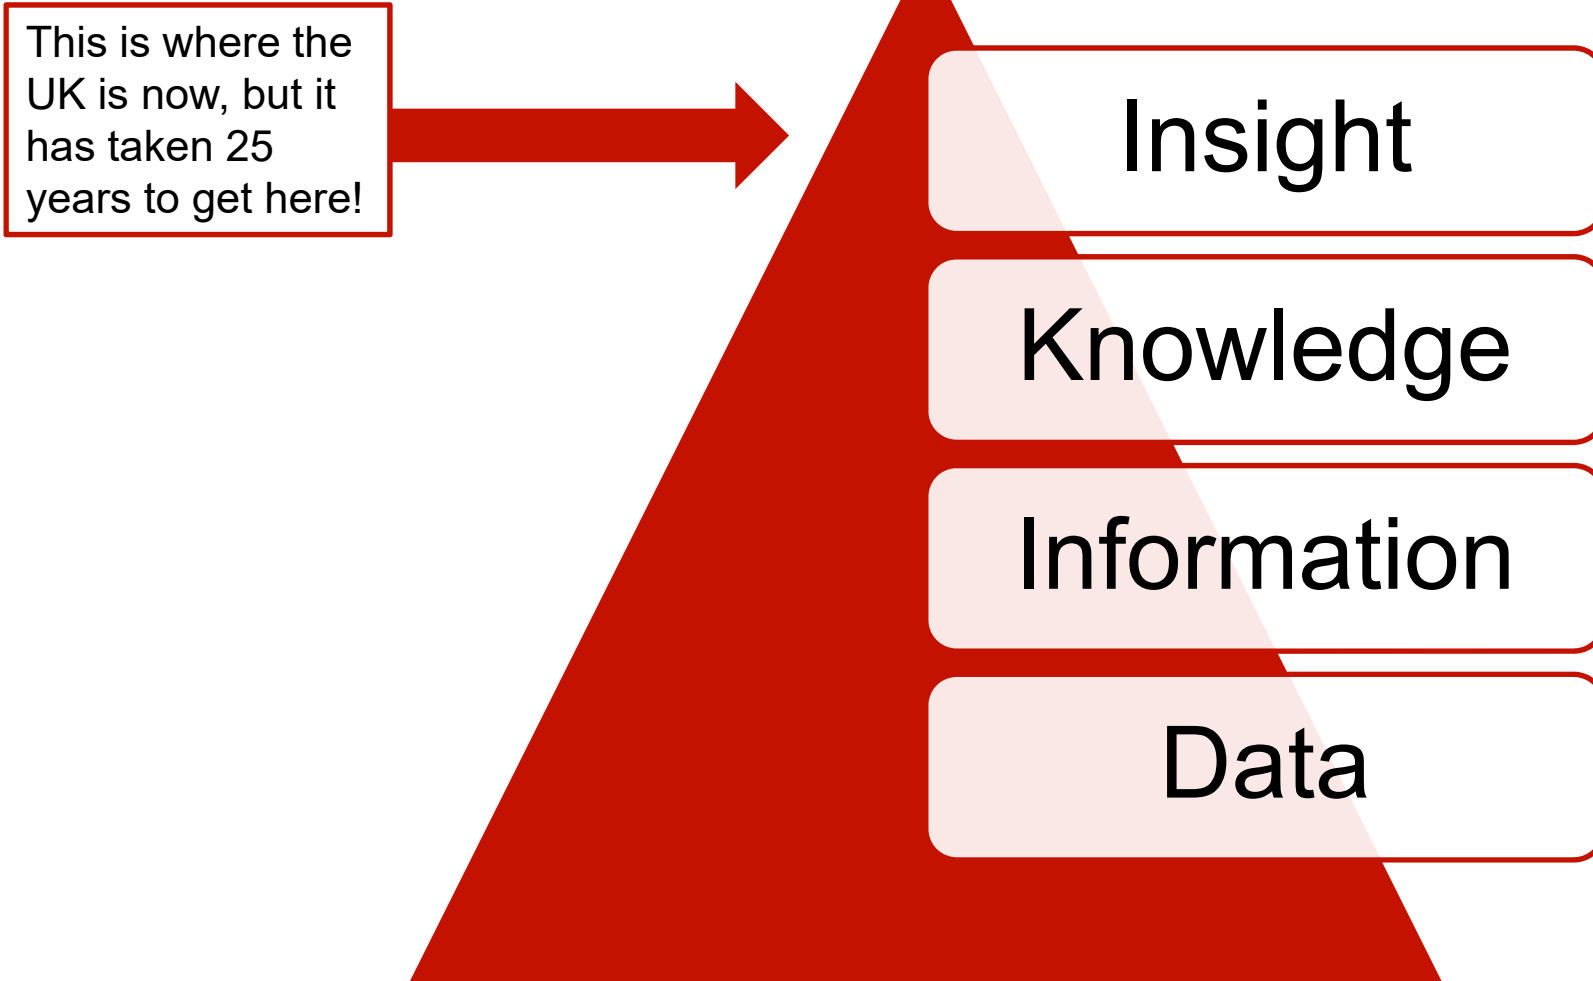 This is where the
UK is now, but it
has taken 25
years to get here!
Insight
Knowledge
Information
Data